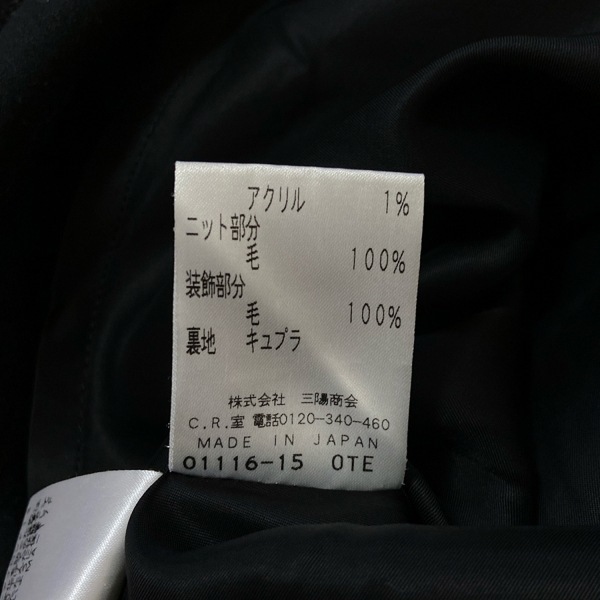 アクリル 1%
ニット部分
毛 100%
装飾部分
毛 100%
裏地 キュプラ
株式会社 三陽商会
C.R.室 電話0120-340-460
MADE IN JAPAN
01116-15 OTE